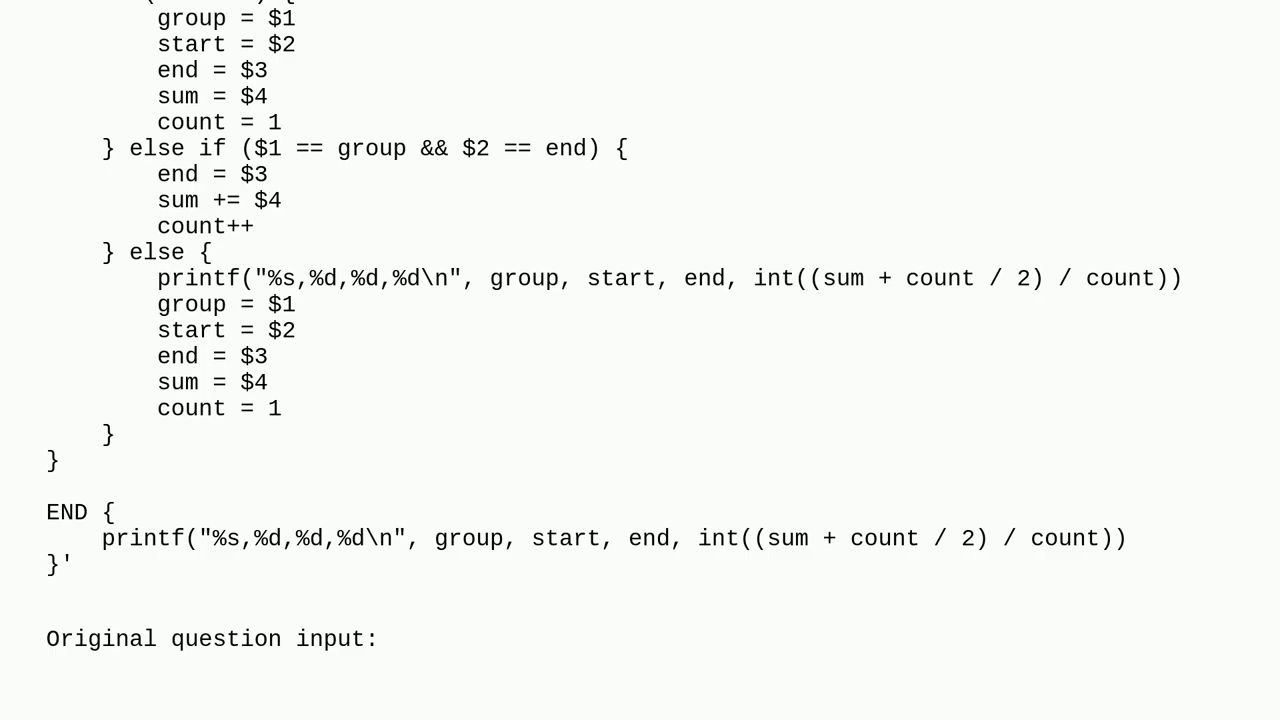 group = $1
start = $2
end = $3
sum = $4
count = 1
} else if ($1 == group && $2 == end) {
end = $3
sum += $4
count++
} else {
printf("%s,%d,%d,%d\n", group, start, end, int((sum + count / 2) / count))
group = $1
start = $2
end = $3
sum = $4
count = 1
}
}
END {
printf("%s,%d,%d,%d\n", group, start, end, int((sum + count / 2) / count))
}'
Original question input: